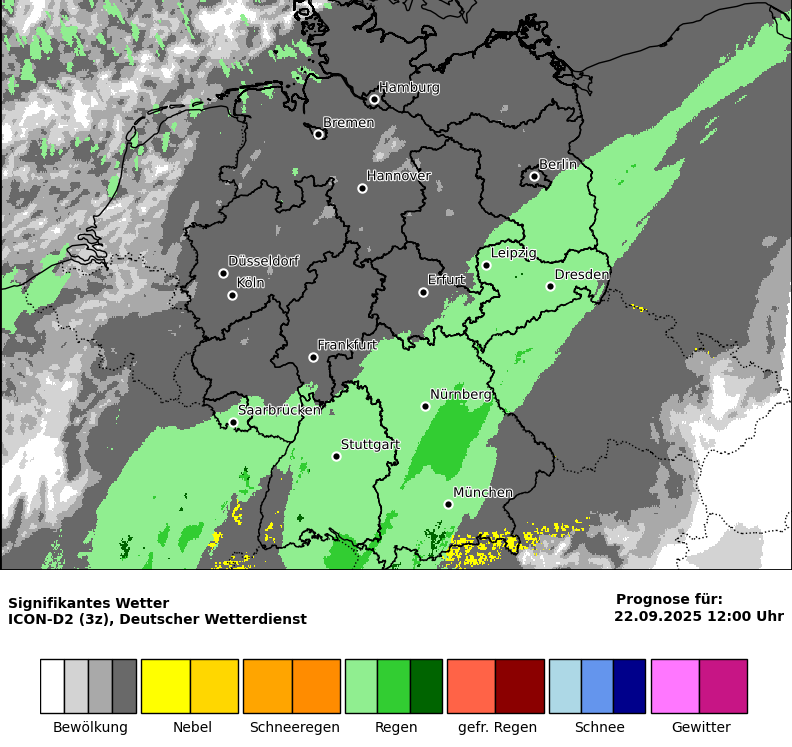 Hamburg
Bremen
Berlin
Hannover
Leipzig
Düsseldorf
Dresden
Köln
Erfurt
Frankfurt
Nürnberg
Saarbrücken
Stuttgart
München
Signifikantes Wetter
ICON-D2 (3z), Deutscher Wetterdienst
Prognose für:
22.09.2025 12:00 Uhr
Bewölkung Nebel Schneeregen Regen gefr. Regen Schnee Gewitter